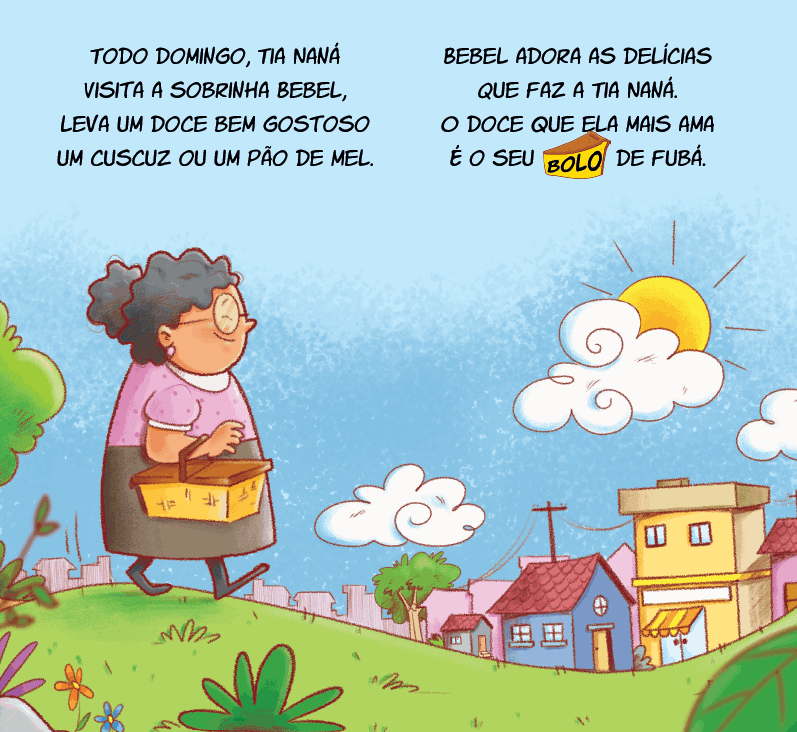 TODO DOMINGO, TIA NANÁ
VISITA A SOBRINHA BEBEL,
LEVA UM DOCE BEM GOSTOSO
UM CUSCUZ OU UM PÃO DE MEL.
BEBEL ADORA AS DELÍCIAS
QUE FAZ A TIA NANÁ.
O DOCE QUE ELA MAIS AMA
É O SEU BOLO DE FUBÁ.